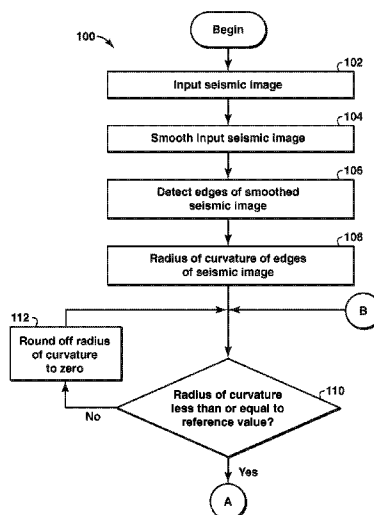 100
Begin
102
Input seismic image
104
Smooth input seismic image
106
Detect edges of smoothed
seismic image
108
Radius of curvature of edges
of seismic image
B
112
Round off radius
of curvature
to zero
110
Radius of curvature
less than or equal to
reference value?
No
Yes
A